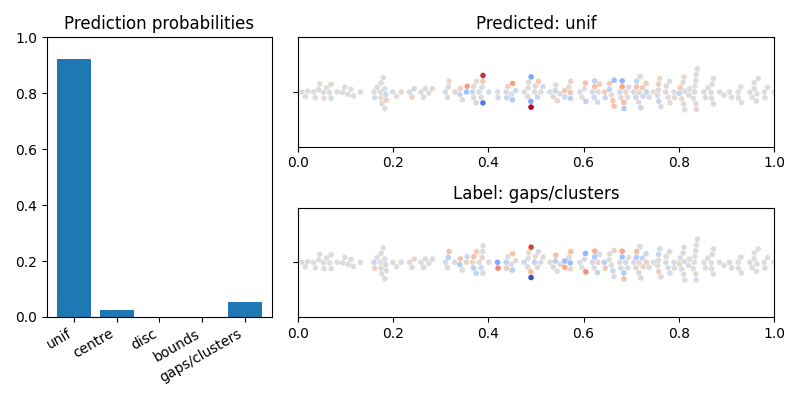 Prediction probabilities
1.0
0.8
0.6
0.4
0.2
0.0
unif
centre
disc
bounds
gaps/clusters
Predicted: unif
0.0 0.2 0.4 0.6 0.8 1.0
Label: gaps/clusters
0.0 0.2 0.4 0.6 0.8 1.0